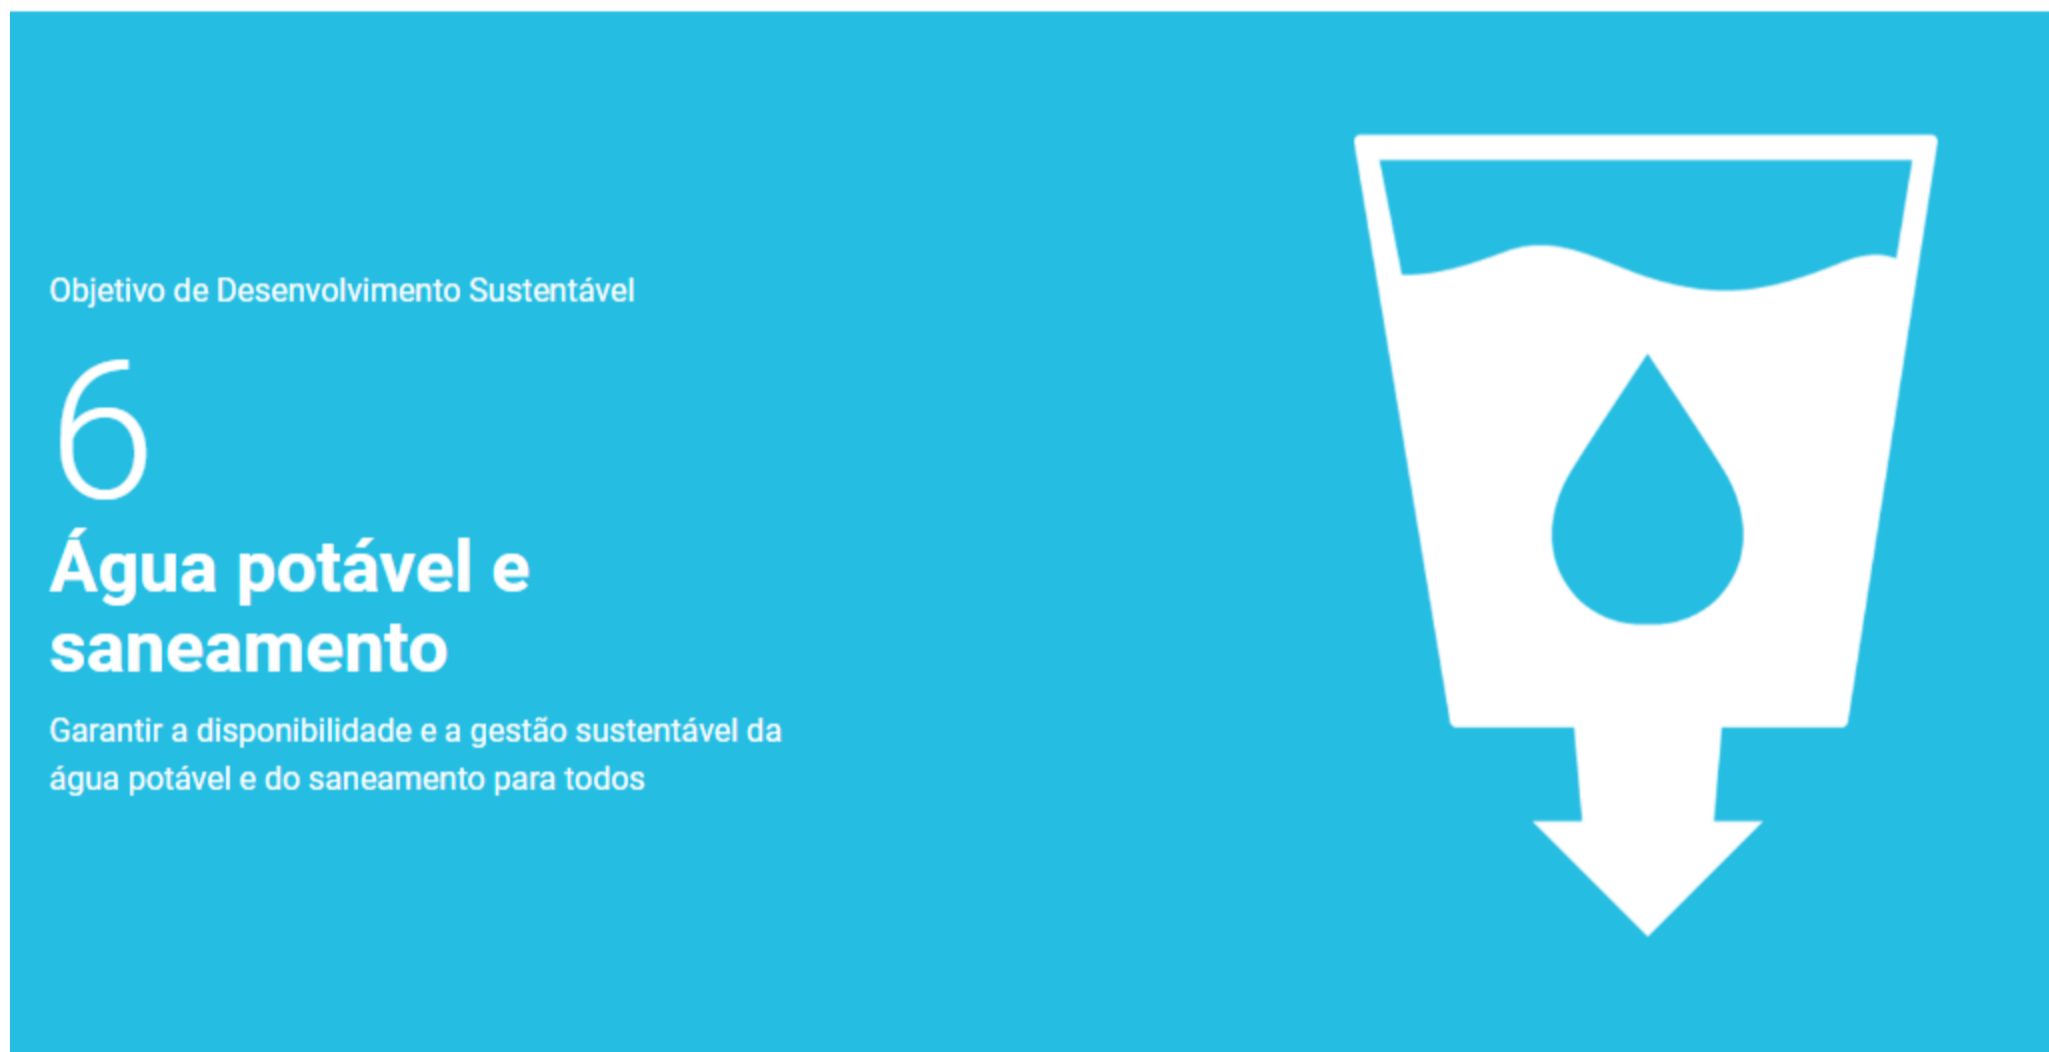 Objetivo de Desenvolvimento Sustentável
6
Água potável e
saneamento
Garantir a disponibilidade e a gestão sustentável da
água potável e do saneamento para todos